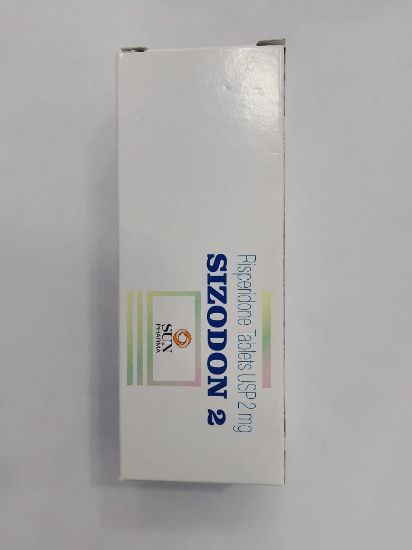 Risperidone Tablets USP 2 mg
SIZODON 2
SUN
PHARMA